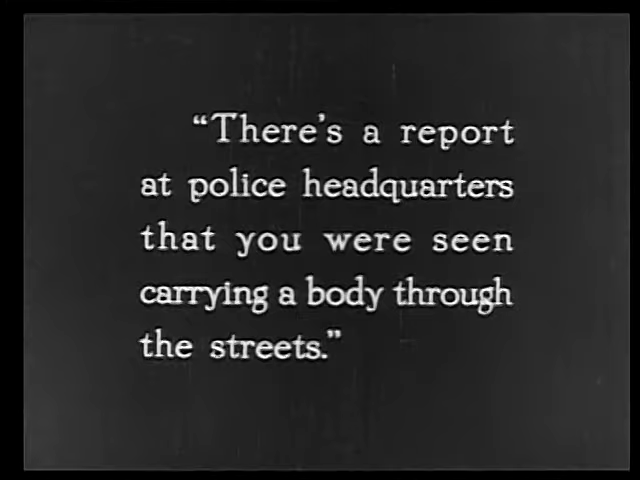 “There's a report
at police headquarters
that you were seen
carrying a body through
the streets.”